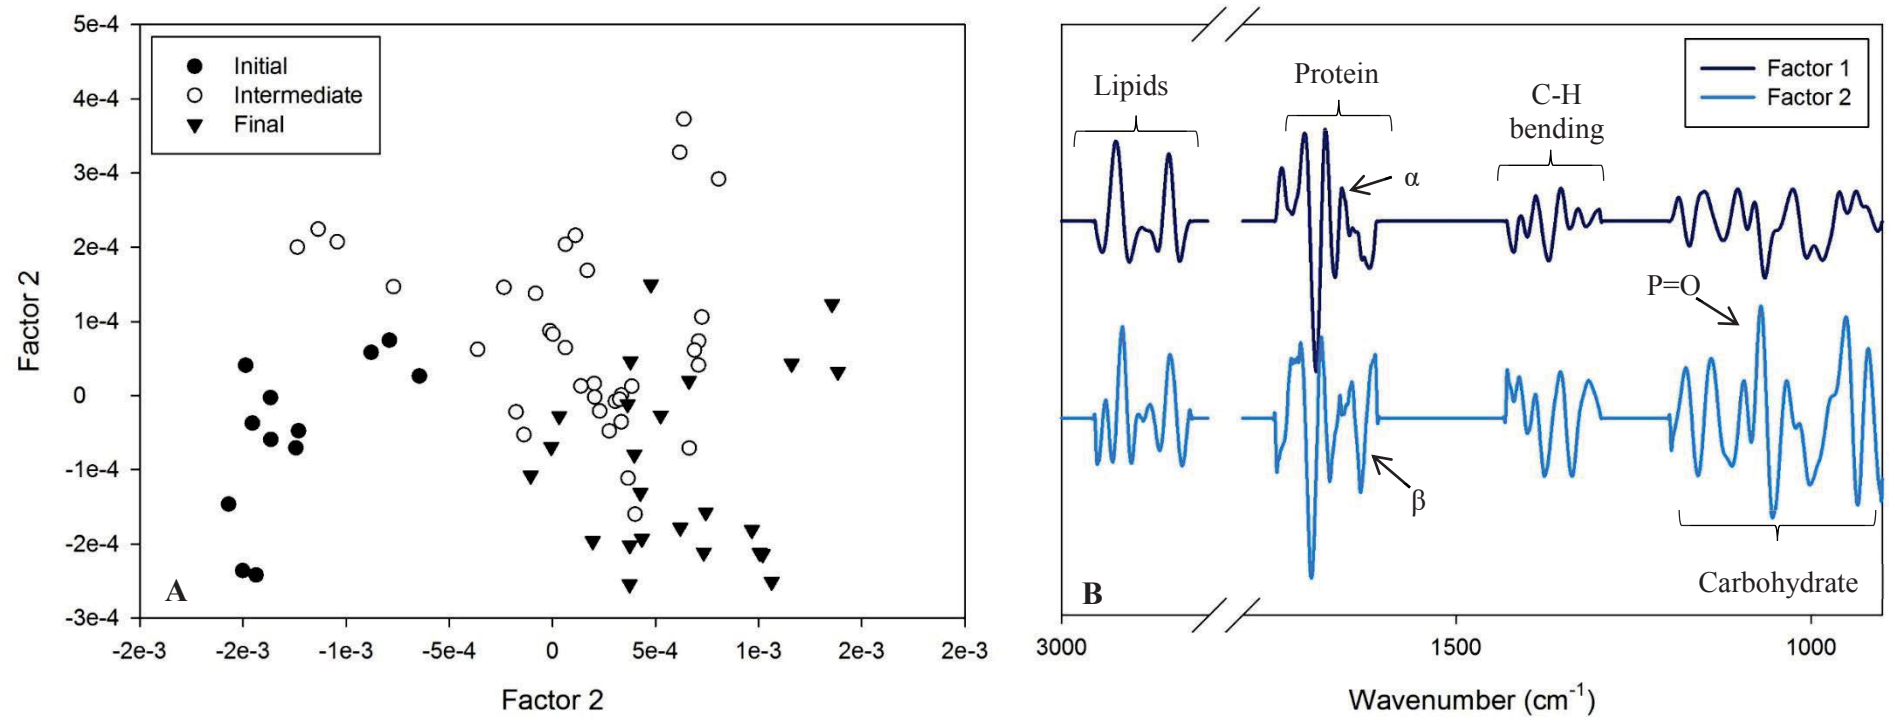 5e-4
4e-4
3e-4
2e-4
1e-4
0
-1e-4
-2e-4
-3e-4
Factor 2
Initial
Intermediate
Final
A
-2e-3
-2e-3
-1e-3
-5e-4
0
5e-4
1e-3
2e-3
2e-3
Factor 2
Lipids
Protein
C-H
bending
Factor 1
Factor 2
α
P=O
β
Carbohydrate
B
3000
1500
1000
Wavenumber (cm-1)